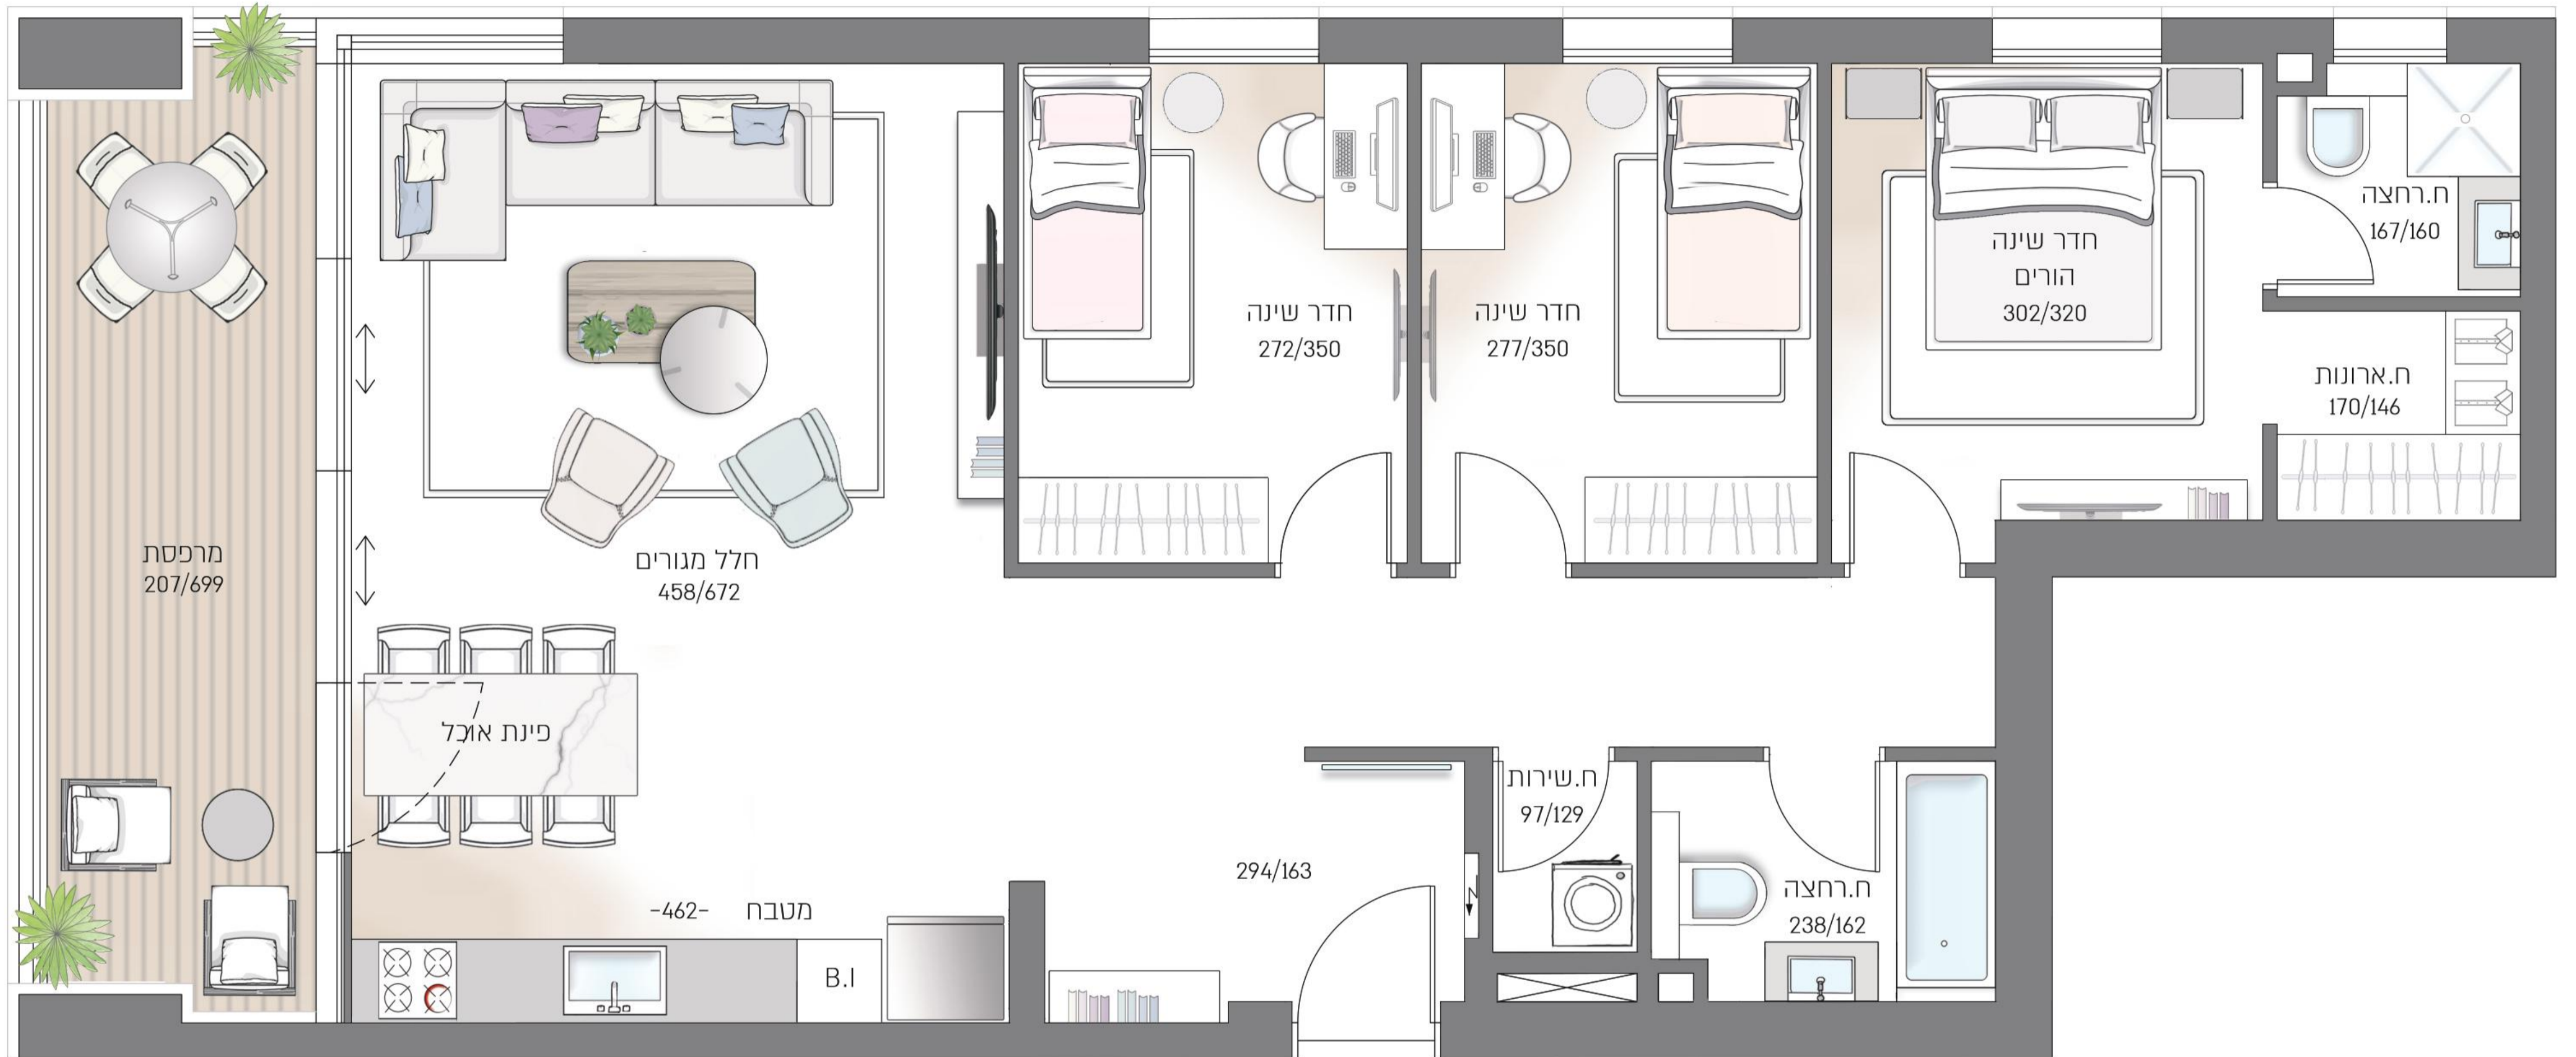 ח.רחצה
167/160
חדר שינה
הורים
302/320
חדר שינה
277/350
חדר שינה
272/350
ח.ארונות
170/146
חלל מגורים
458/672
מרפסת
207/699
פינת אוכל
ח.שירות
97/129
294/163
ח.רחצה
238/162
מטבח -462-
B.I